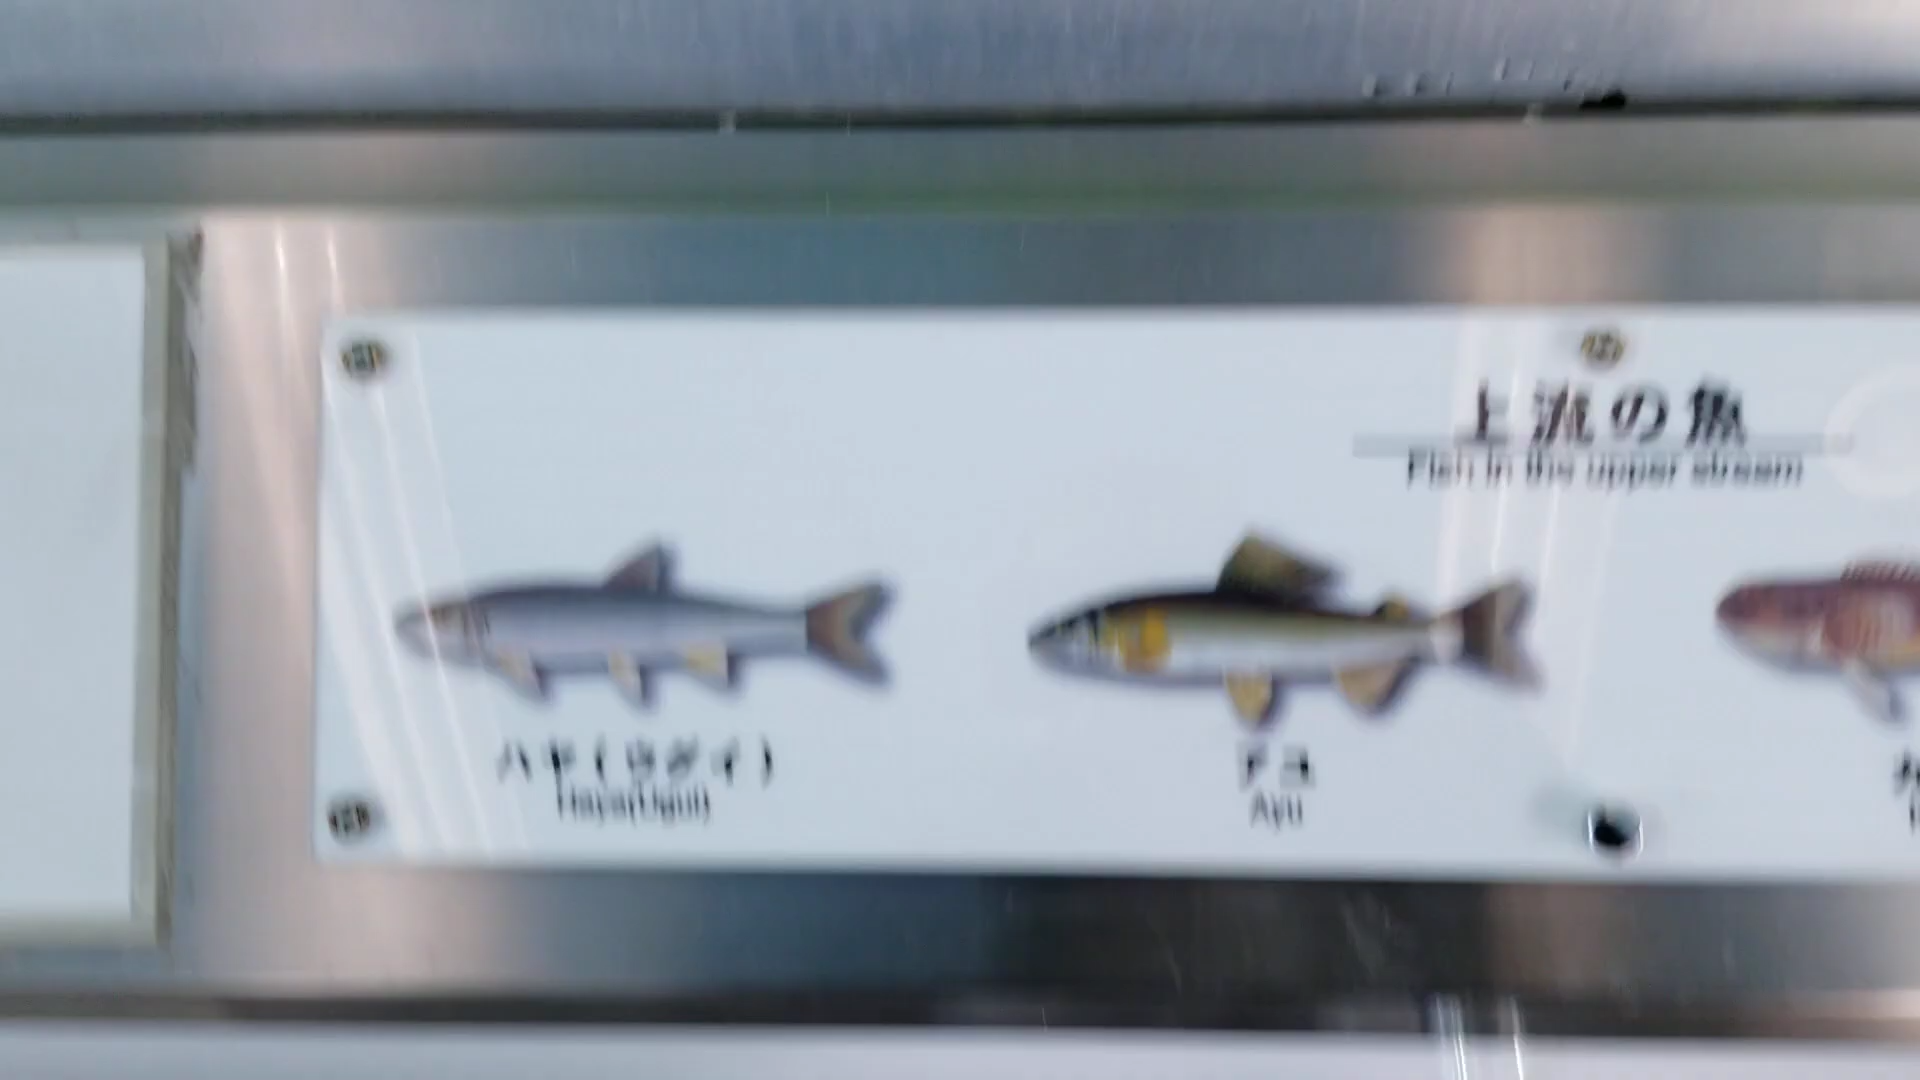 上流の魚
Fish in the upper stream
ハヤ(ウグイ)
Haya(Ugui)
アユ
Ayu